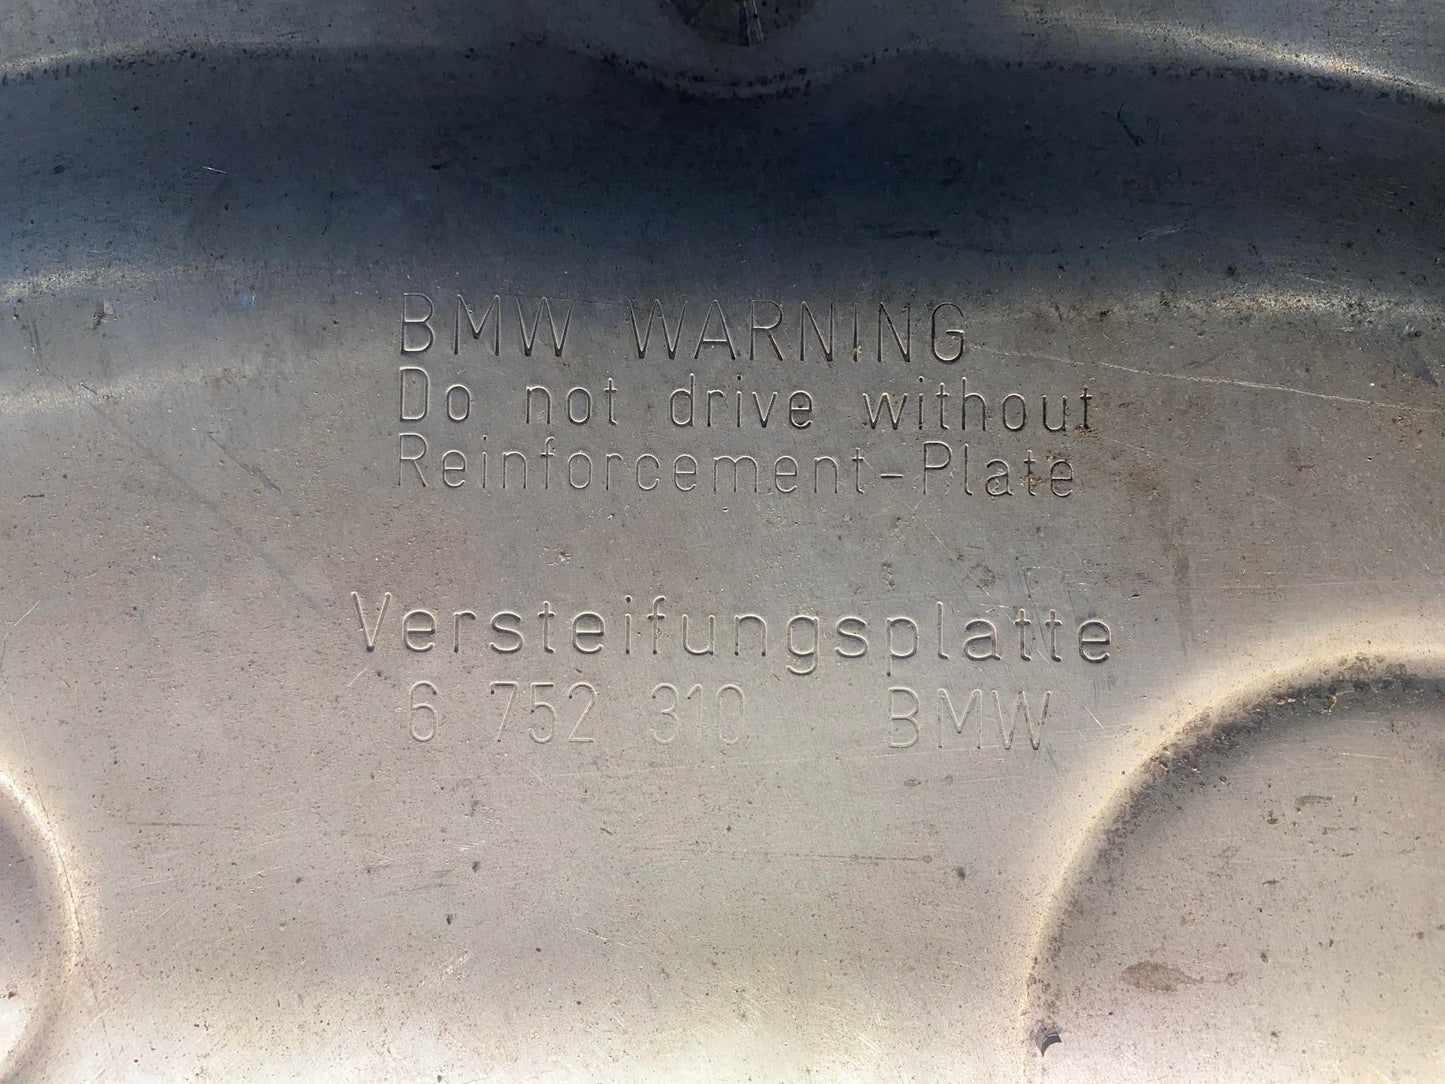 BMW WARNING
Do not drive without
Reinforcement-Plate
Versteifungsplatte
6 752 310 BMW